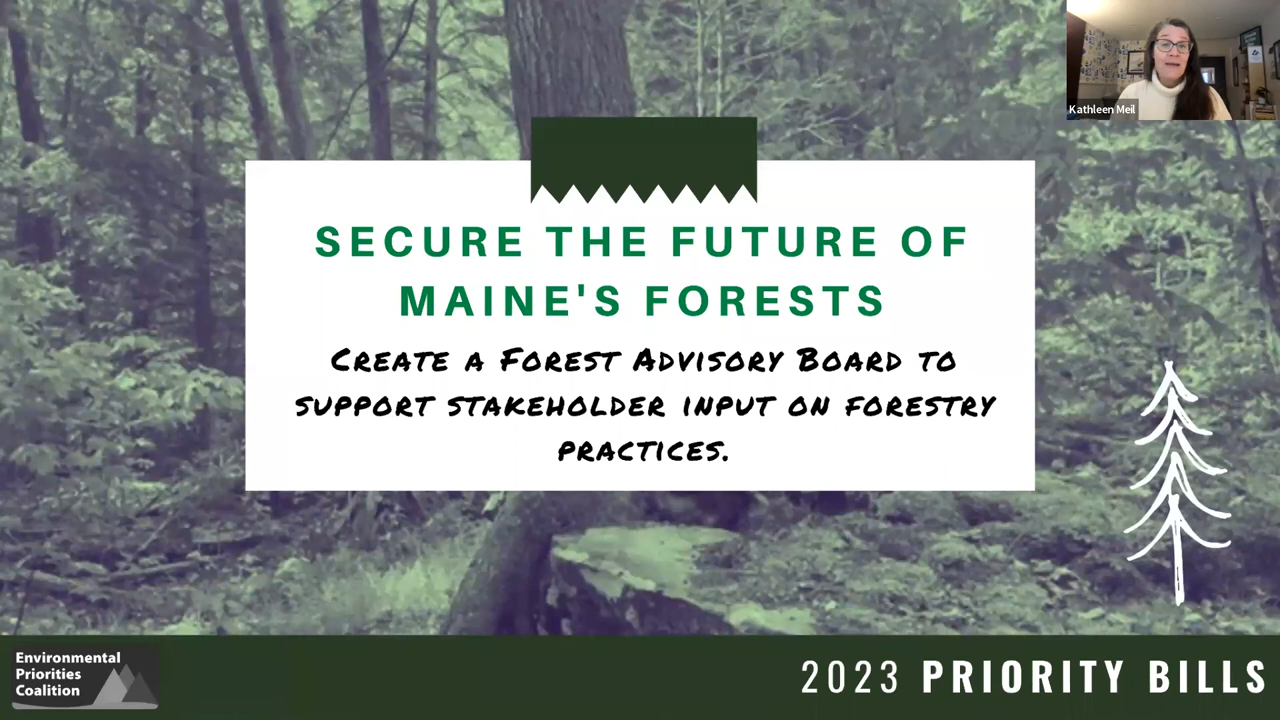 Kathleen Meil
SECURE THE FUTURE OF
MAINE'S FORESTS
CREATE A FOREST ADVISORY BOARD TO
SUPPORT STAKEHOLDER INPUT ON FORESTRY
PRACTICES.
Environmental
Priorities
Coalition
2023 PRIORITY BILLS